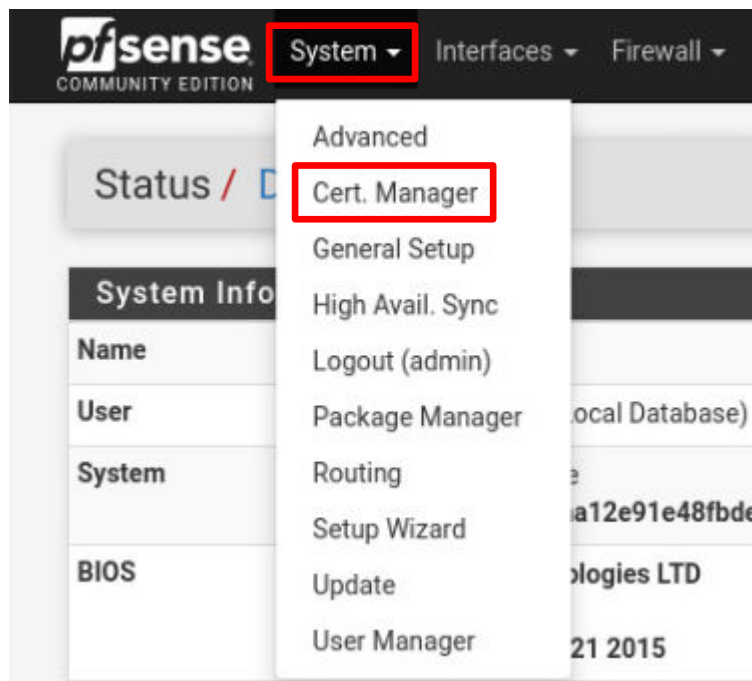 pfsense System Interfaces Firewall
COMMUNITY EDITION
Advanced
Status /
Cert. Manager
General Setup
System Info
High Avail. Sync
Name
Logout (admin)
User
Package Manager
ocal Database)
System
Routing
a12e91e48fbde
Setup Wizard
BIOS
ologies LTD
Update
User Manager
21 2015